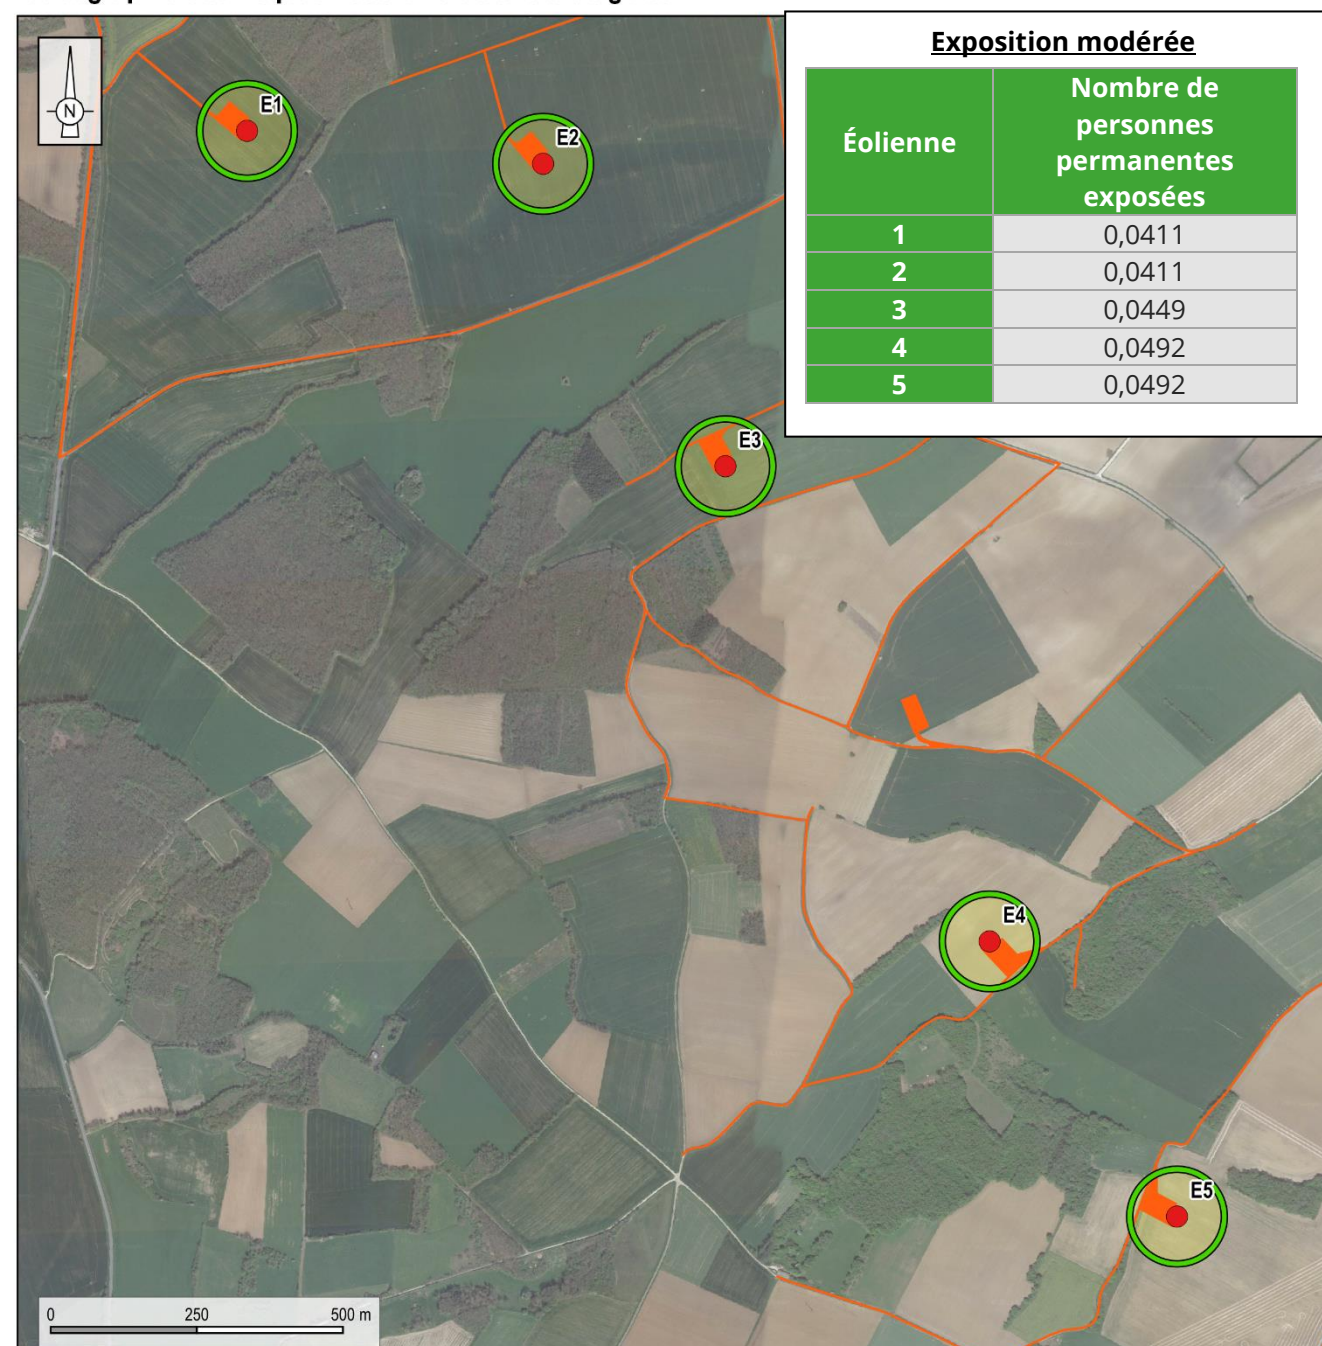 Exposition modérée
Éolienne
Nombre de
personnes
permanentes
exposées
1 0,0411
2 0,0411
3 0,0449
4 0,0492
5 0,0492
N
E1
E2
E3
E4
E5
0 250 500 m